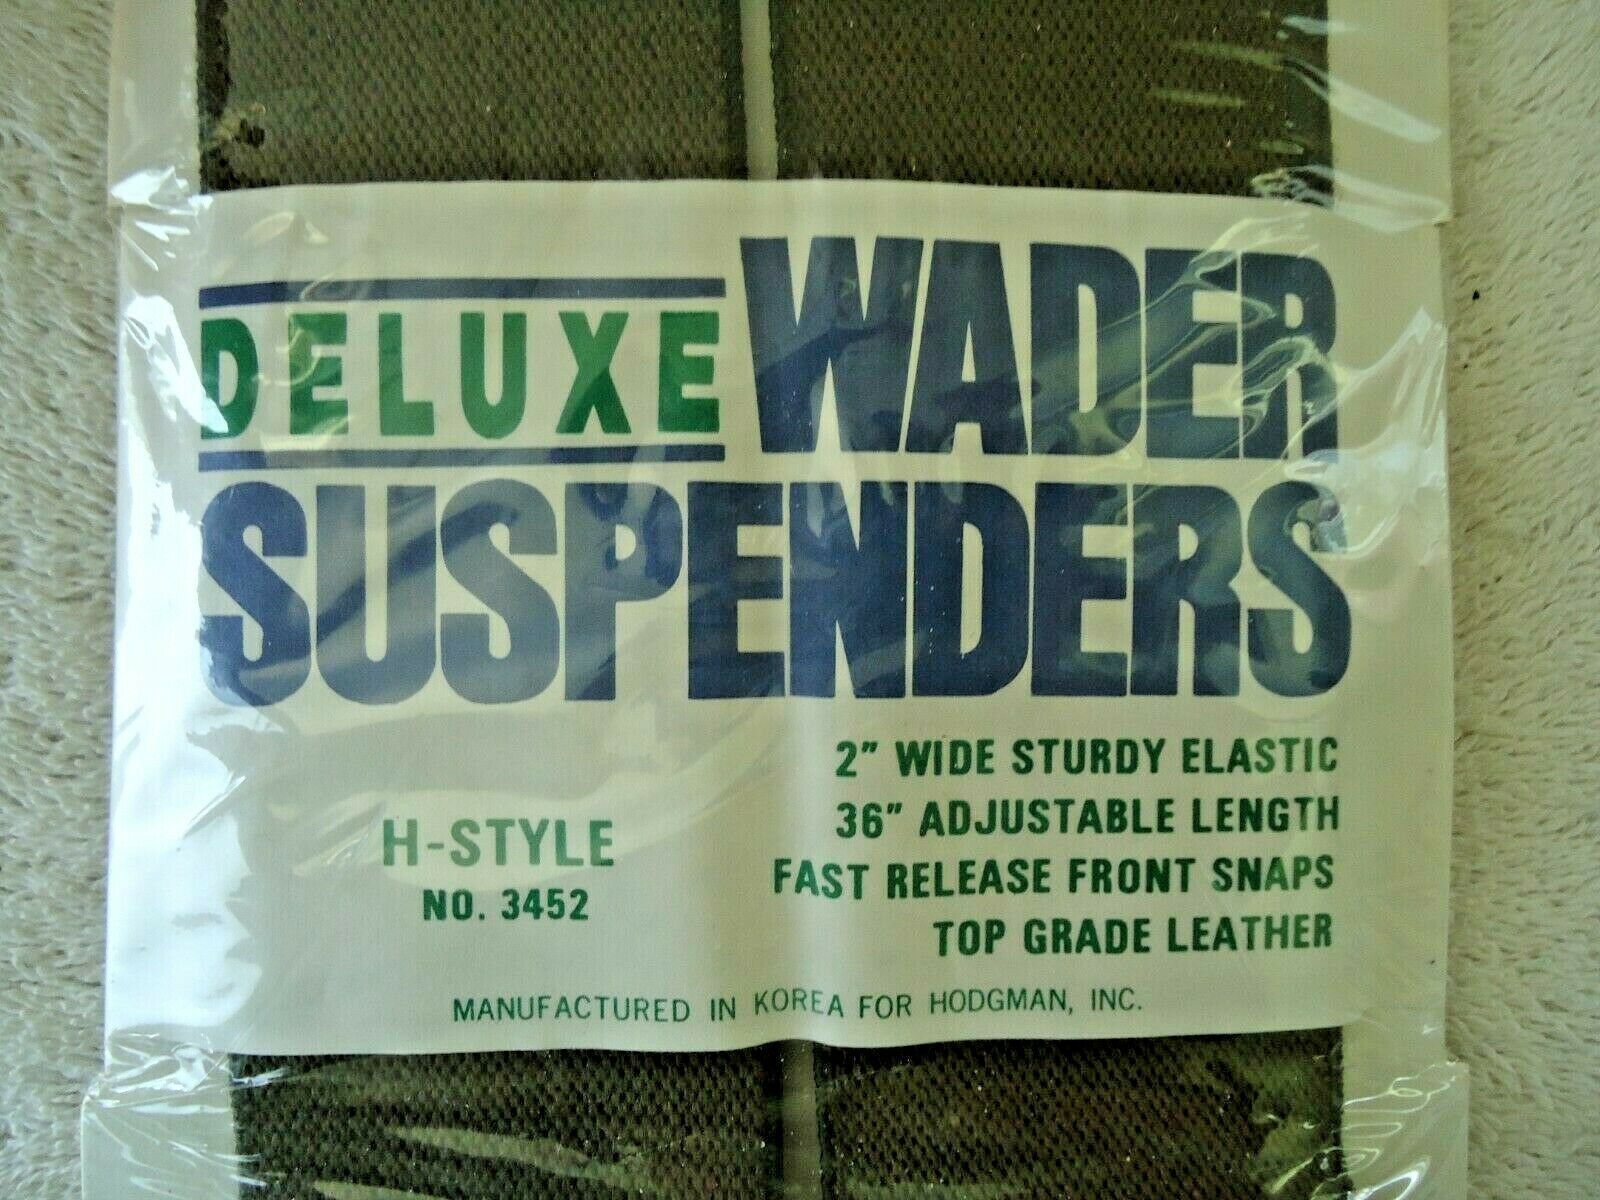 DELUXE WADER
SUSPENDERS
2" WIDE STURDY ELASTIC
36" ADJUSTABLE LENGTH
FAST RELEASE FRONT SNAPS
TOP GRADE LEATHER
H-STYLE
NO. 3452
MANUFACTURED IN KOREA FOR HODGMAN, INC.